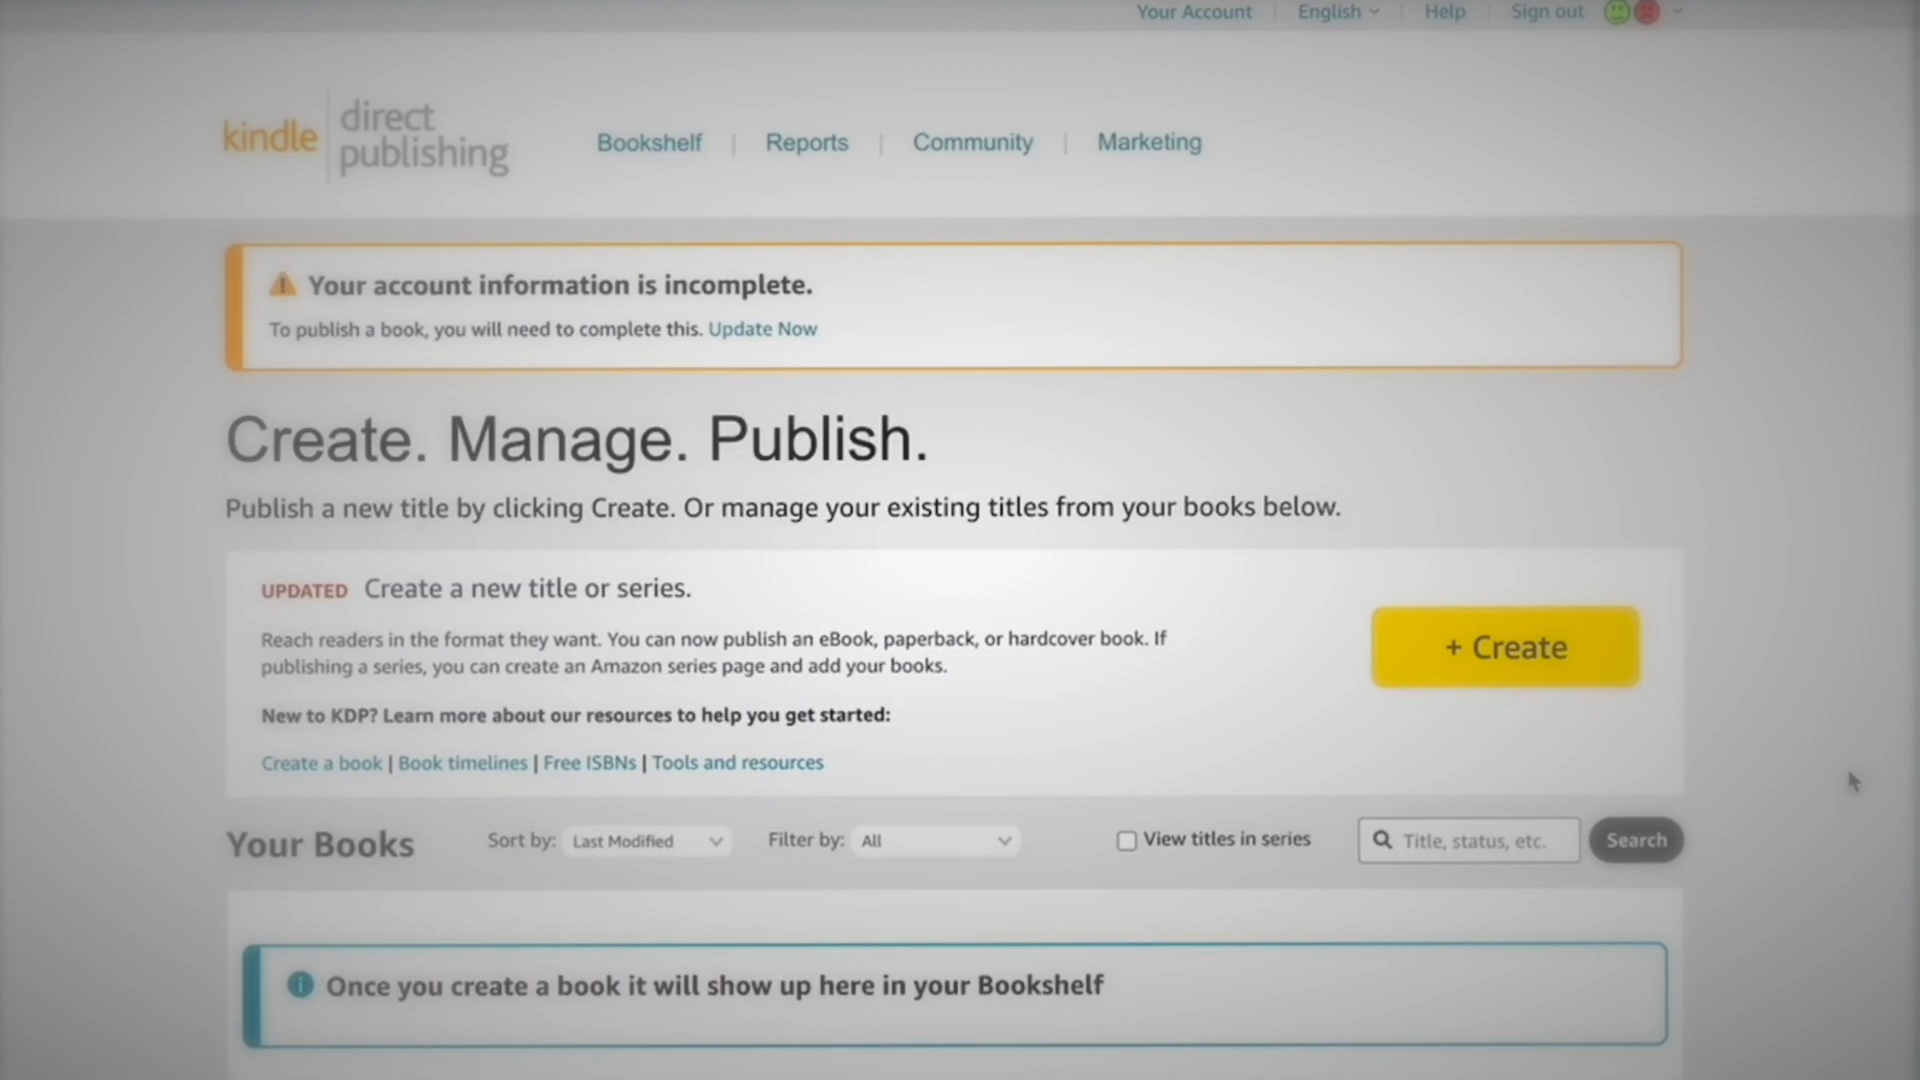 Your Account | English | Help | Sign out
kindle direct publishing
Bookshelf | Reports | Community | Marketing
Your account information is incomplete.
To publish a book, you will need to complete this. Update Now
Create. Manage. Publish.
Publish a new title by clicking Create. Or manage your existing titles from your books below.
UPDATED Create a new title or series.
Reach readers in the format they want. You can now publish an eBook, paperback, or hardcover book. If
publishing a series, you can create an Amazon series page and add your books.
+ Create
New to KDP? Learn more about our resources to help you get started:
Create a book | Book timelines | Free ISBNs | Tools and resources
Your Books Sort by: Last Modified Filter by: All View titles in series Title, status, etc. Search
Once you create a book it will show up here in your Bookshelf